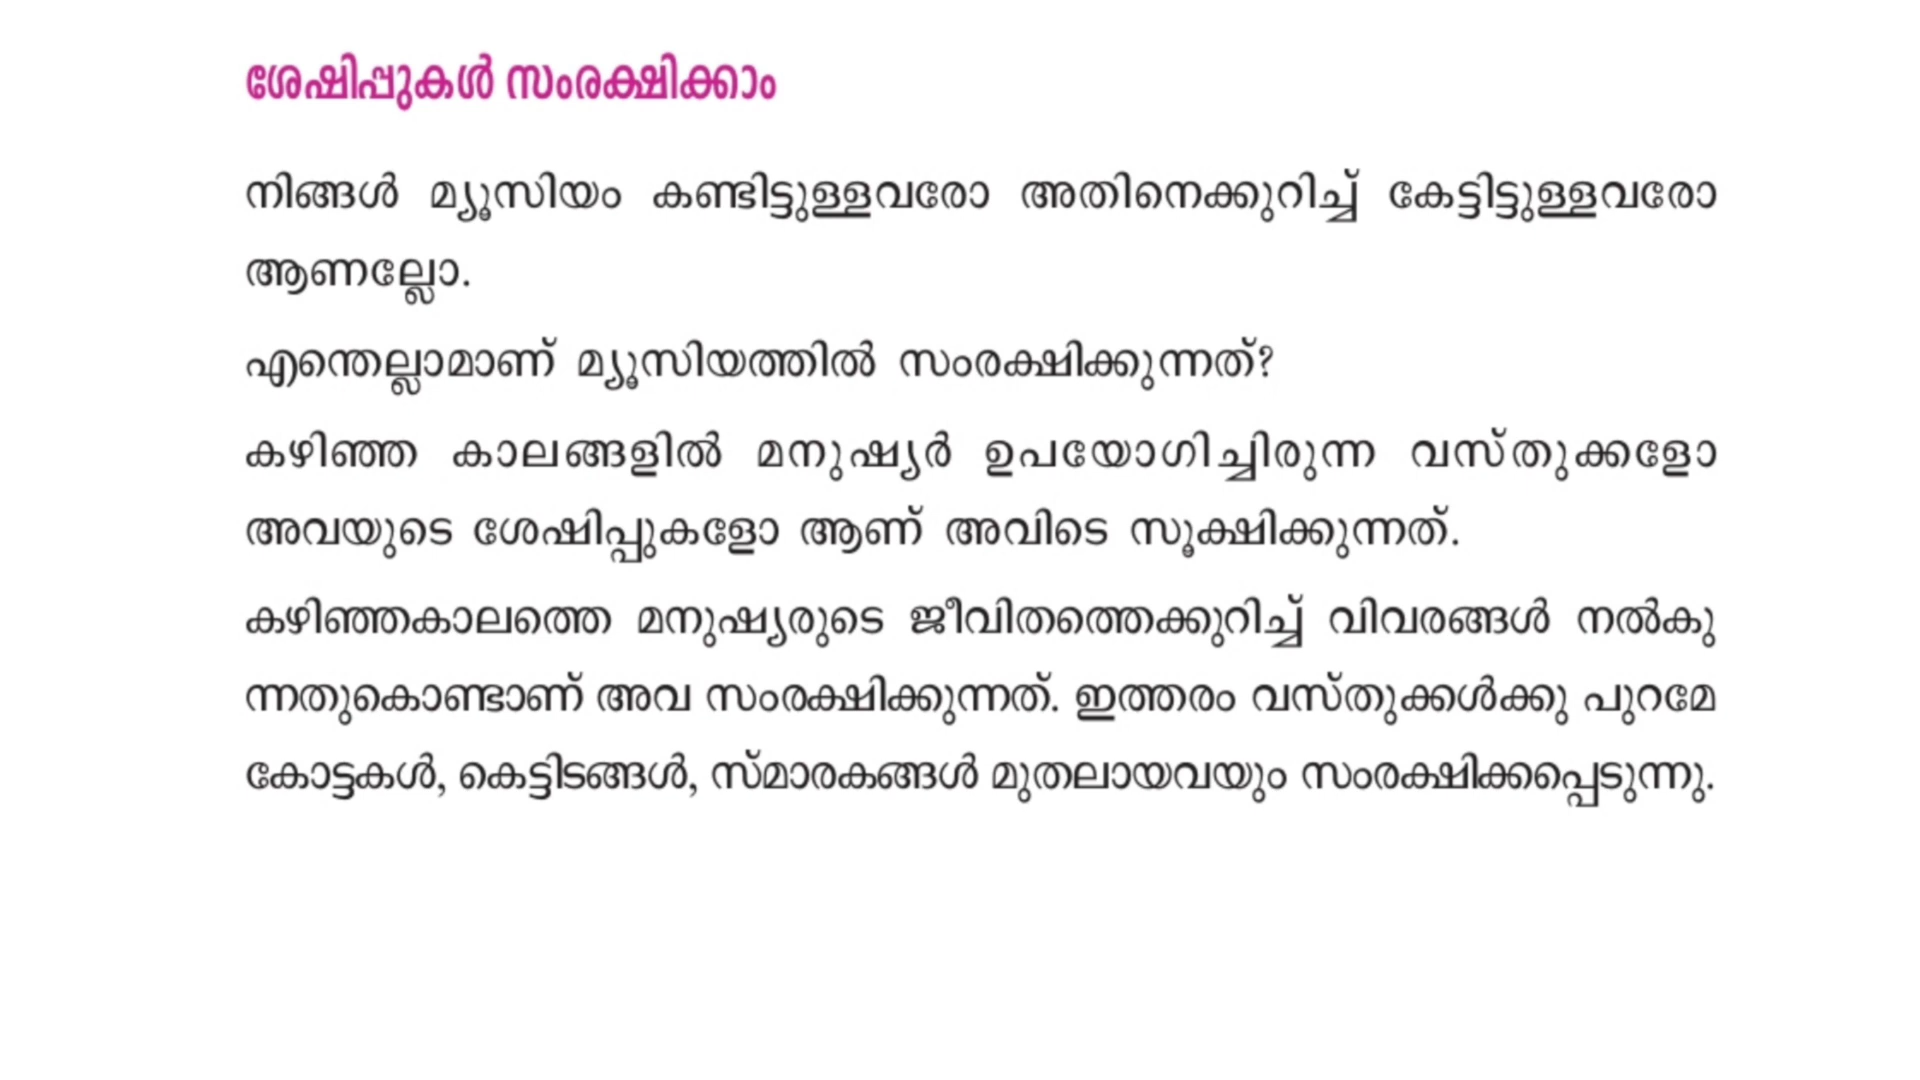 ശേഷിപ്പുകൾ സംരക്ഷിക്കാം
നിങ്ങൾ മ്യൂസിയം കണ്ടിട്ടുള്ളവരോ അതിനെക്കുറിച്ച് കേട്ടിട്ടുള്ളവരോ
ആണല്ലോ.
എന്തെല്ലാമാണ് മ്യൂസിയത്തിൽ സംരക്ഷിക്കുന്നത്?
കഴിഞ്ഞ കാലങ്ങളിൽ മനുഷ്യർ ഉപയോഗിച്ചിരുന്ന വസ്തുക്കളോ
അവയുടെ ശേഷിപ്പുകളോ ആണ് അവിടെ സൂക്ഷിക്കുന്നത്.
കഴിഞ്ഞകാലത്തെ മനുഷ്യരുടെ ജീവിതത്തെക്കുറിച്ച് വിവരങ്ങൾ നൽകു
ന്നതുകൊണ്ടാണ് അവ സംരക്ഷിക്കുന്നത്. ഇത്തരം വസ്തുക്കൾക്കു പുറമേ
കോട്ടകൾ, കെട്ടിടങ്ങൾ, സ്മാരകങ്ങൾ മുതലായവയും സംരക്ഷിക്കപ്പെടുന്നു.